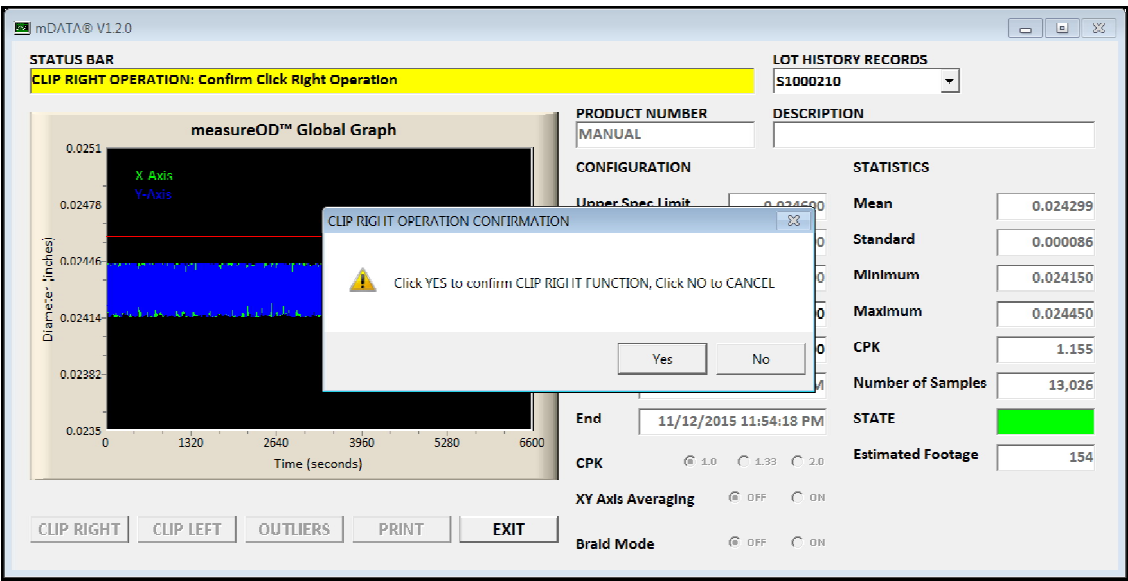 mDATA® V1.2.0
STATUS BAR
LOT HISTORY RECORDS
CLIP RIGHT OPERATION: Confirm Click Right Operation
S1000210
PRODUCT NUMBER
DESCRIPTION
MANUAL
measureOD™ Global Graph
X-Axis
Y-Axis
0.0251
0.02478
0.02446
0.02414
0.02382
0.0235
Diameter (inches)
0 1320 2640 3960 5280 6600
Time (seconds)
CONFIGURATION
Upper Spec Limit 0.024600
CLIP RIGHT OPERATION CONFIRMATION
Click YES to confirm CLIP RIGHT FUNCTION, Click NO to CANCEL
Yes No
End 11/12/2015 11:54:18 PM
CPK 1.0 1.33 2.0
XY Axis Averaging OFF ON
Braid Mode OFF ON
STATISTICS
Mean 0.024299
Standard 0.000086
Minimum 0.024150
Maximum 0.024450
CPK 1.155
Number of Samples 13,026
STATE
Estimated Footage 154
CLIP RIGHT CLIP LEFT OUTLIERS PRINT EXIT